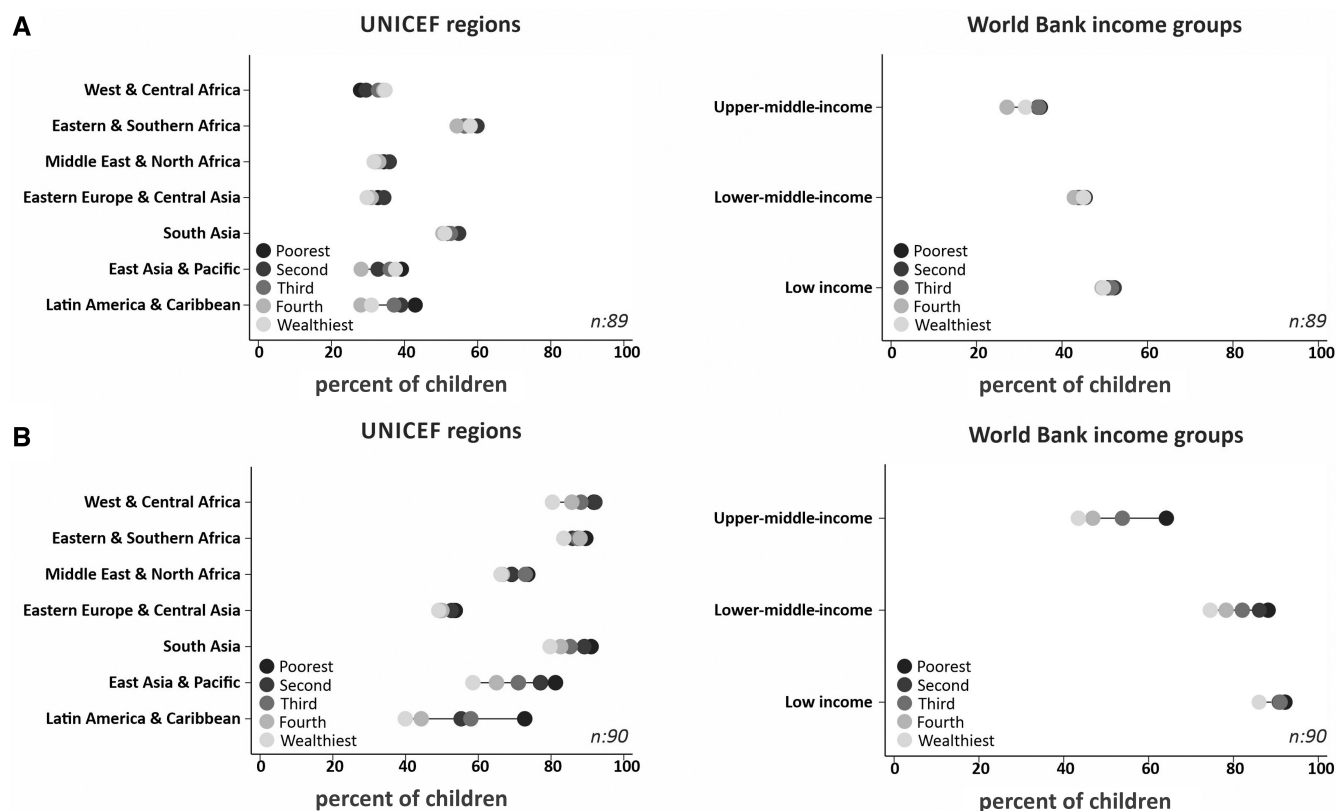 A
UNICEF regions
West & Central Africa
Eastern & Southern Africa
Middle East & North Africa
Eastern Europe & Central Asia
South Asia
East Asia & Pacific
Latin America & Caribbean
Poorest
Second
Third
Fourth
Wealthiest
n:89
0 20 40 60 80 100
percent of children
World Bank income groups
Upper-middle-income
Lower-middle-income
Low income
Poorest
Second
Third
Fourth
Wealthiest
n:89
0 20 40 60 80 100
percent of children
B
UNICEF regions
West & Central Africa
Eastern & Southern Africa
Middle East & North Africa
Eastern Europe & Central Asia
South Asia
East Asia & Pacific
Latin America & Caribbean
Poorest
Second
Third
Fourth
Wealthiest
n:90
0 20 40 60 80 100
percent of children
World Bank income groups
Upper-middle-income
Lower-middle-income
Low income
Poorest
Second
Third
Fourth
Wealthiest
n:90
0 20 40 60 80 100
percent of children